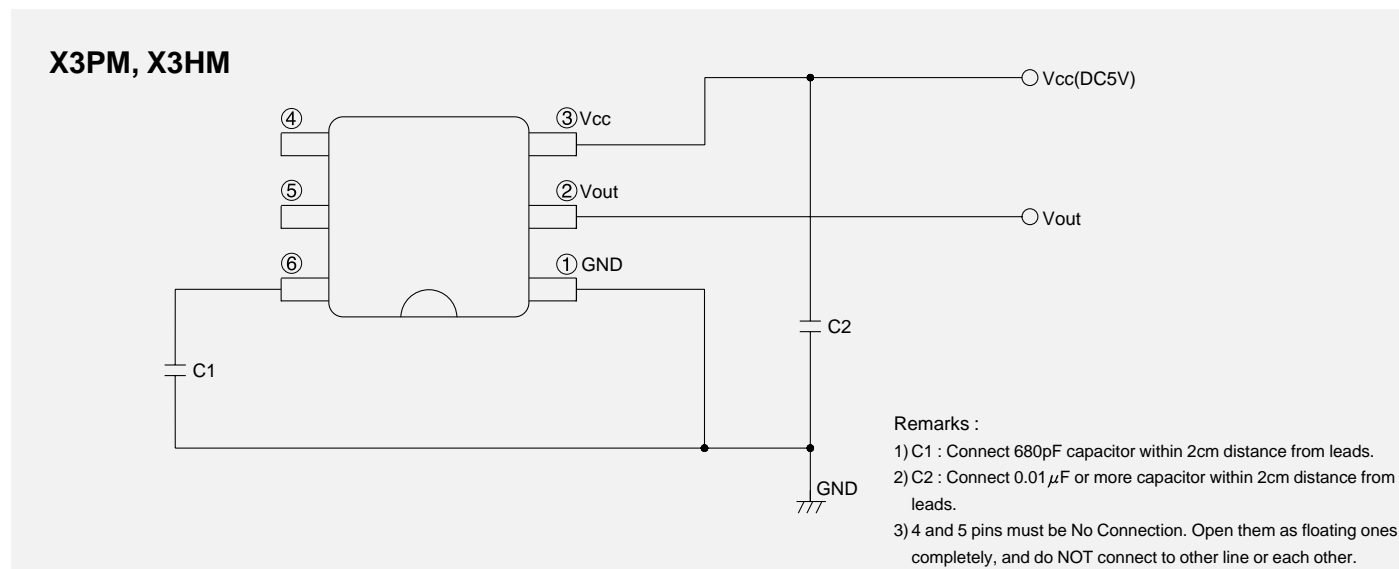 X3PM, X3HM
④
③Vcc
Vcc(DC5V)
⑤
②Vout
Vout
⑥
①GND
C1
C2
GND
Remarks :
1) C1 : Connect 680pF capacitor within 2cm distance from leads.
2) C2 : Connect 0.01μF or more capacitor within 2cm distance from
leads.
3) 4 and 5 pins must be No Connection. Open them as floating ones
completely, and do NOT connect to other line or each other.